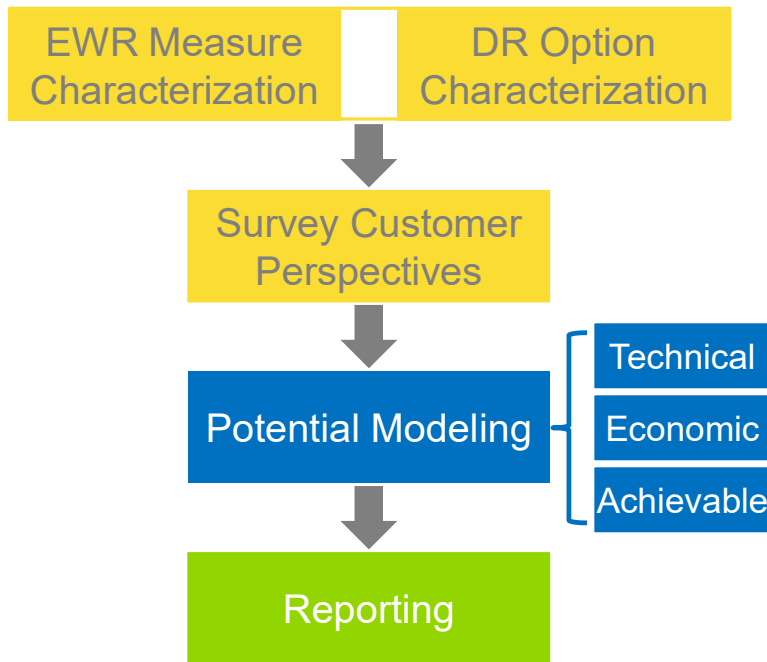 EWR Measure
Characterization
DR Option
Characterization
Survey Customer
Perspectives
Potential Modeling
Technical
Economic
Achievable
Reporting